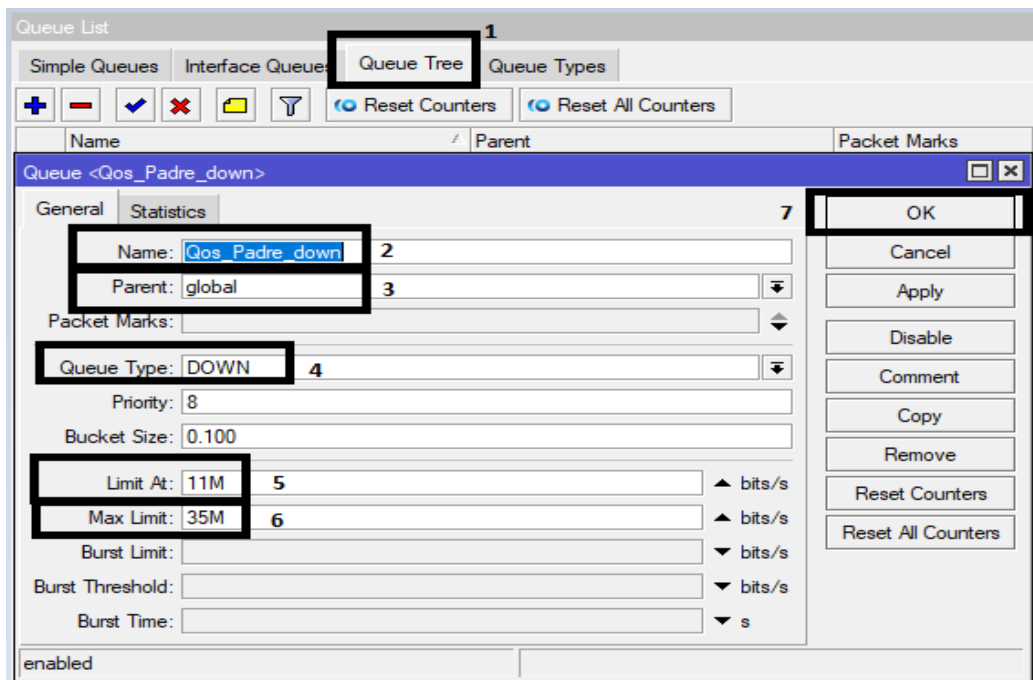 Queue List
1
Simple Queues Interface Queues Queue Tree Queue Types
Reset Counters Reset All Counters
Name Parent Packet Marks
Queue <Qos_Padre_down>
General Statistics 7 OK
Name: Qos_Padre_down 2 Cancel
Parent: global 3 Apply
Packet Marks:
Disable
Queue Type: DOWN 4 Comment
Priority: 8 Copy
Bucket Size: 0.100 Remove
Limit At: 11M 5 bits/s Reset Counters
Max Limit: 35M 6 bits/s Reset All Counters
Burst Limit: bits/s
Burst Threshold: bits/s
Burst Time: s
enabled